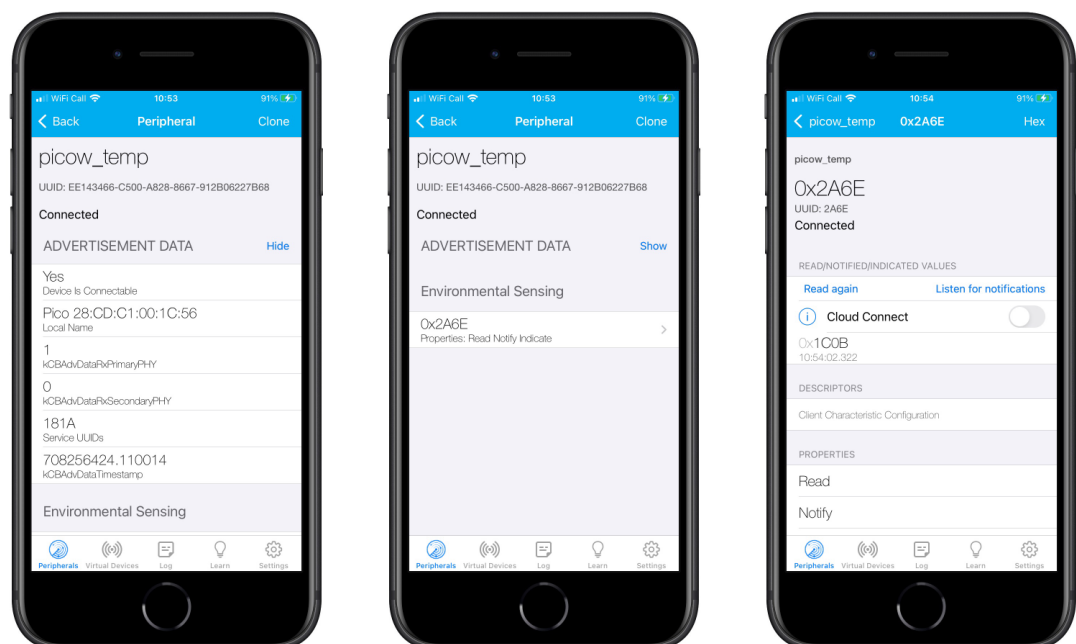 WiFi Call 10:53 91%
Back Peripheral Clone
picow_temp
UUID: EE143466-C500-A828-8667-912B06227B68
Connected
ADVERTISEMENT DATA Hide
Yes
Device Is Connectable
Pico 28:CD:C1:00:1C:56
Local Name
1
kCBAdvDataRxPrimaryPHY
0
kCBAdvDataRxSecondaryPHY
181A
Service UUIDs
708256424.110014
kCBAdvDataTimestamp
Environmental Sensing
Peripherals Virtual Devices Log Learn Settings
WiFi Call 10:53 91%
Back Peripheral Clone
picow_temp
UUID: EE143466-C500-A828-8667-912B06227B68
Connected
ADVERTISEMENT DATA Show
Environmental Sensing
0x2A6E
Properties: Read Notify Indicate
Peripherals Virtual Devices Log Learn Settings
WiFi Call 10:54 91%
picow_temp 0x2A6E Hex
picow_temp
0x2A6E
UUID: 2A6E
Connected
READ/NOTIFIED/INDICATED VALUES
Read again Listen for notifications
Cloud Connect
0x1C0B
10:54:02.322
DESCRIPTORS
Client Characteristic Configuration
PROPERTIES
Read
Notify
Peripherals Virtual Devices Log Learn Settings